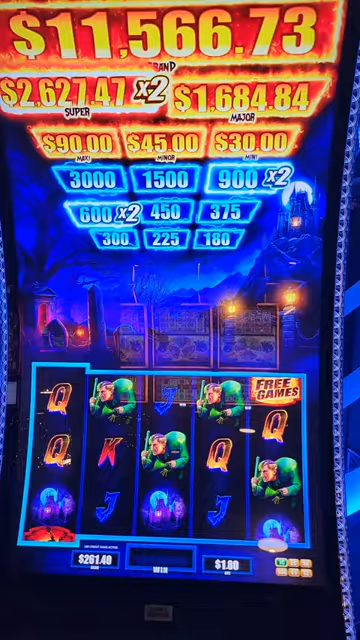 $11,566.73
GRAND
$2,627.47 x2 $1,684.84
SUPER MAJOR
$90.00 $45.00 $30.00
MAXI MINOR MINI
3000 1500 900 x2
600 x2 450 375
300 225 180
FREE GAMES
Q J Q
Q K Q
J J
$261.40 WIN $1.00